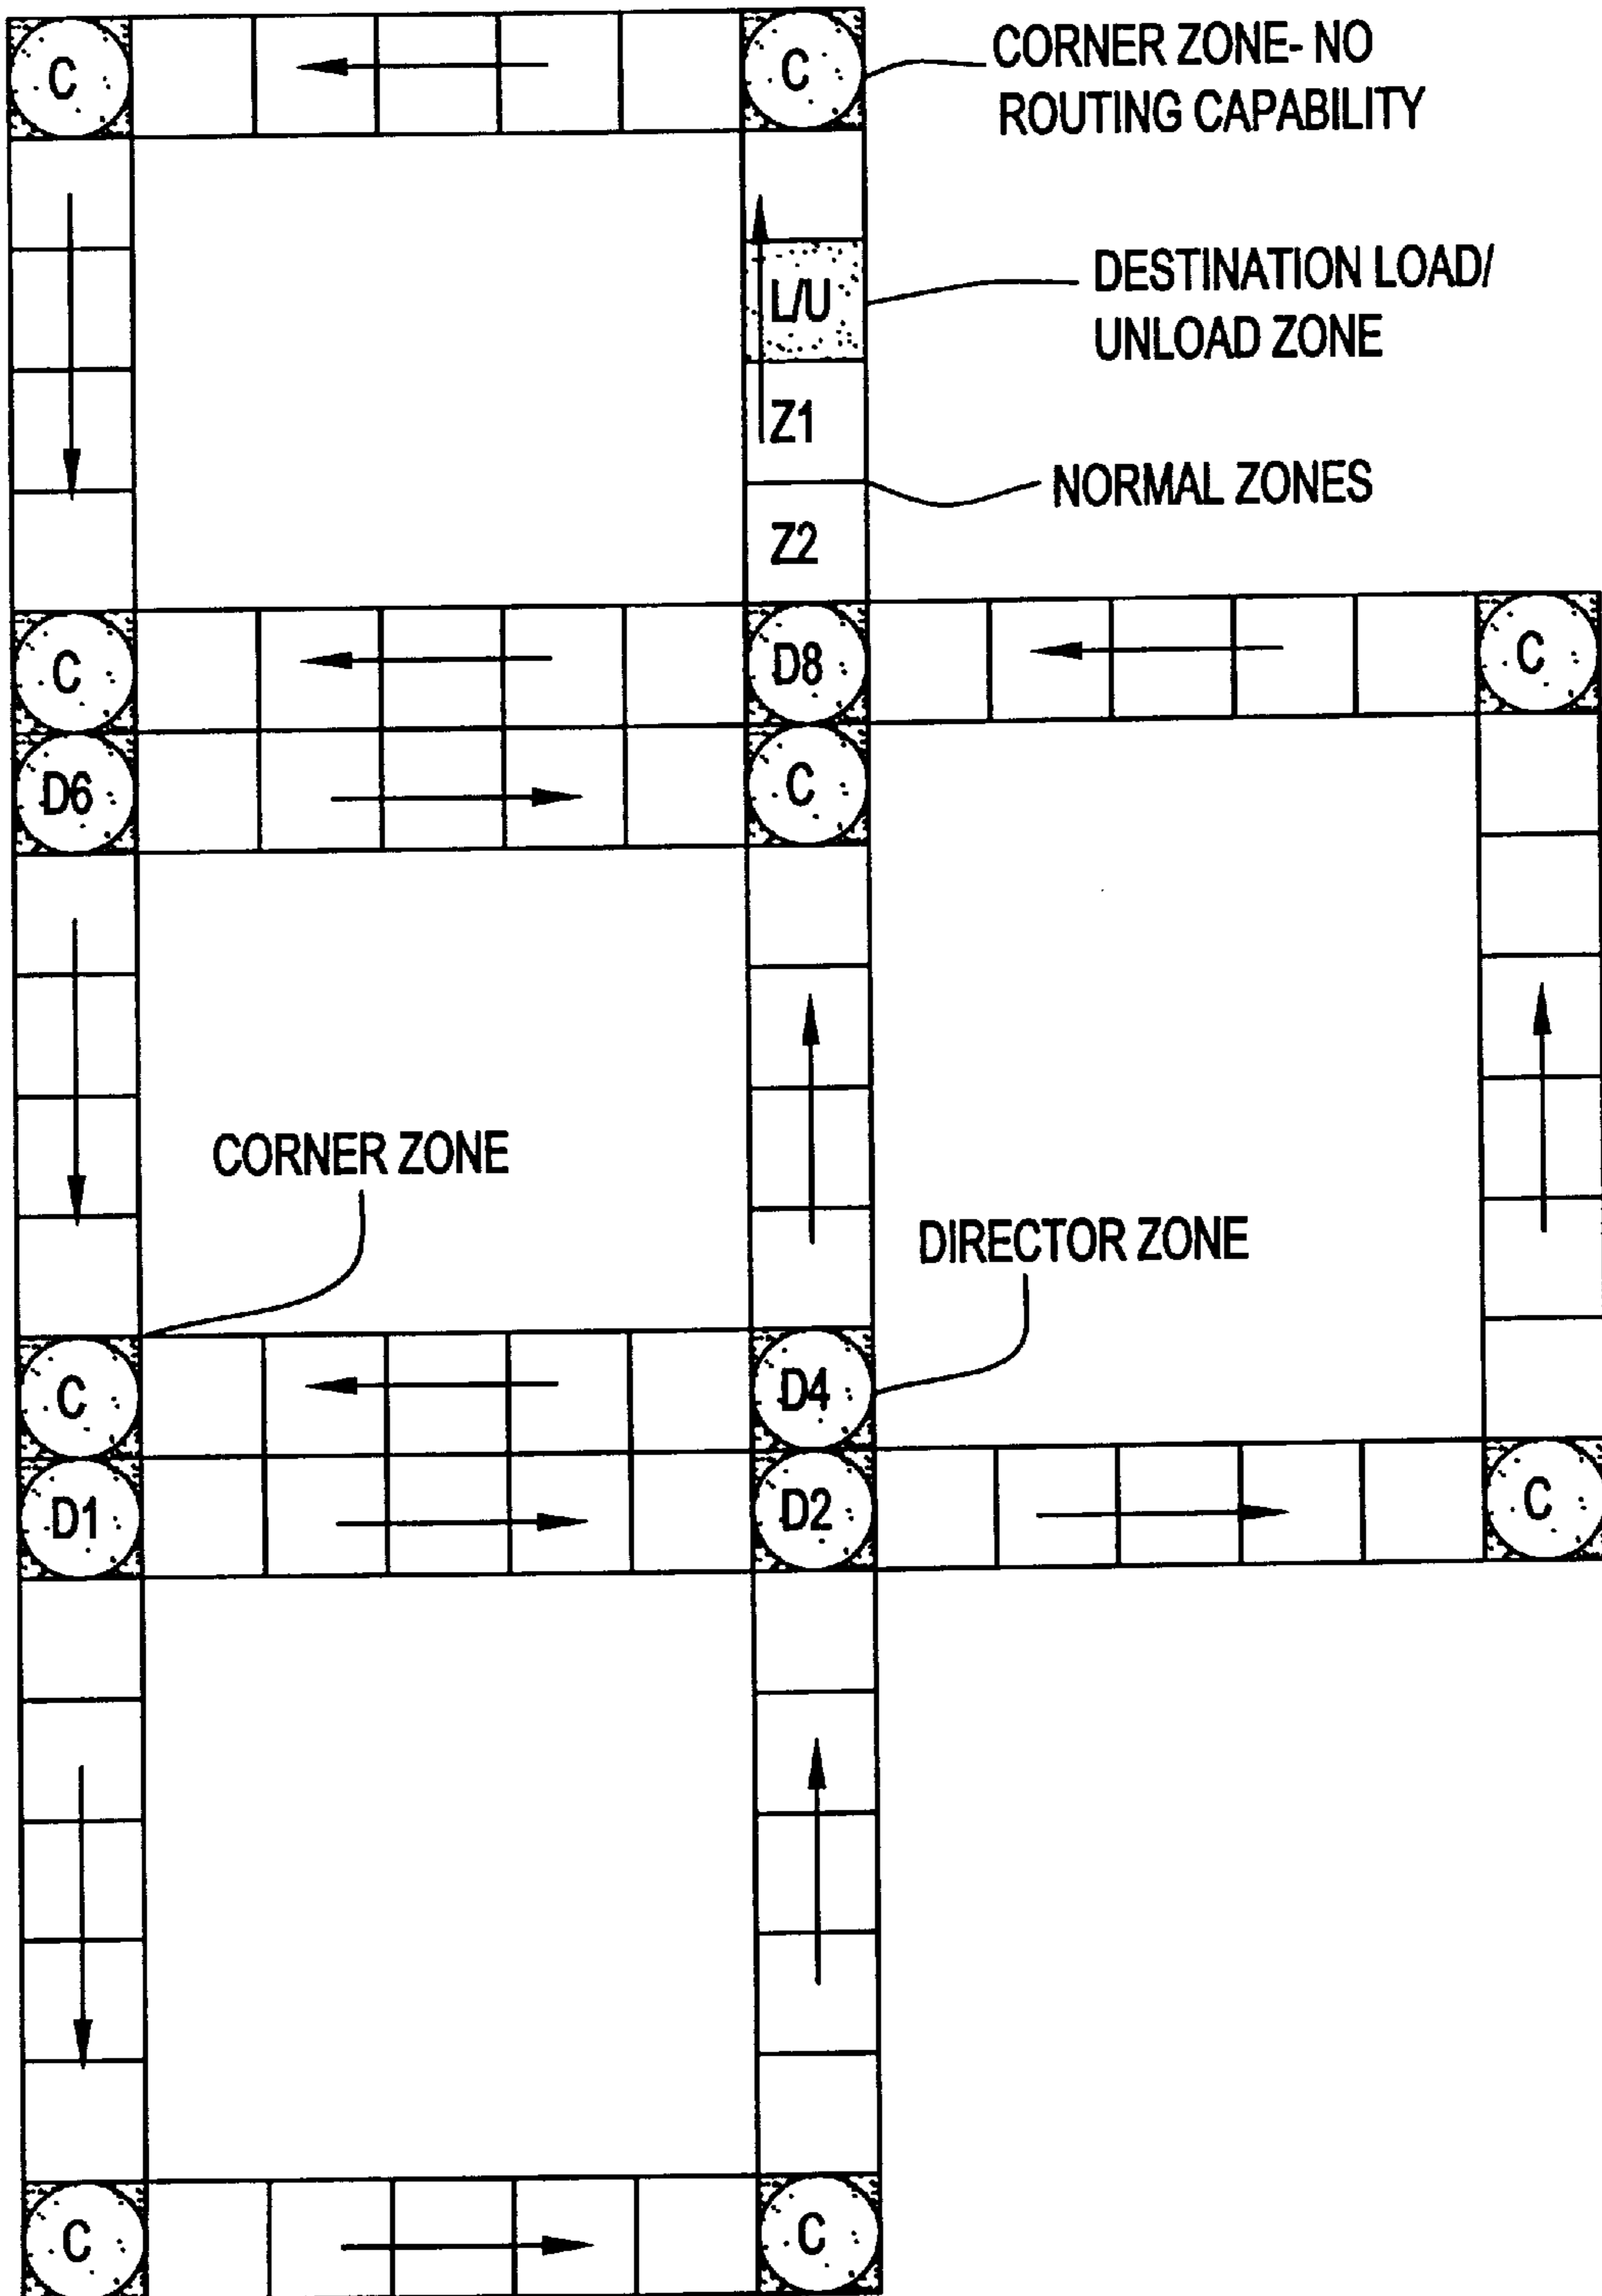 C
C
CORNER ZONE- NO
ROUTING CAPABILITY
L/U
DESTINATION LOAD/
UNLOAD ZONE
Z1
NORMAL ZONES
Z2
C
D8
C
D6
C
CORNER ZONE
DIRECTOR ZONE
C
D4
D1
D2
C
C
C